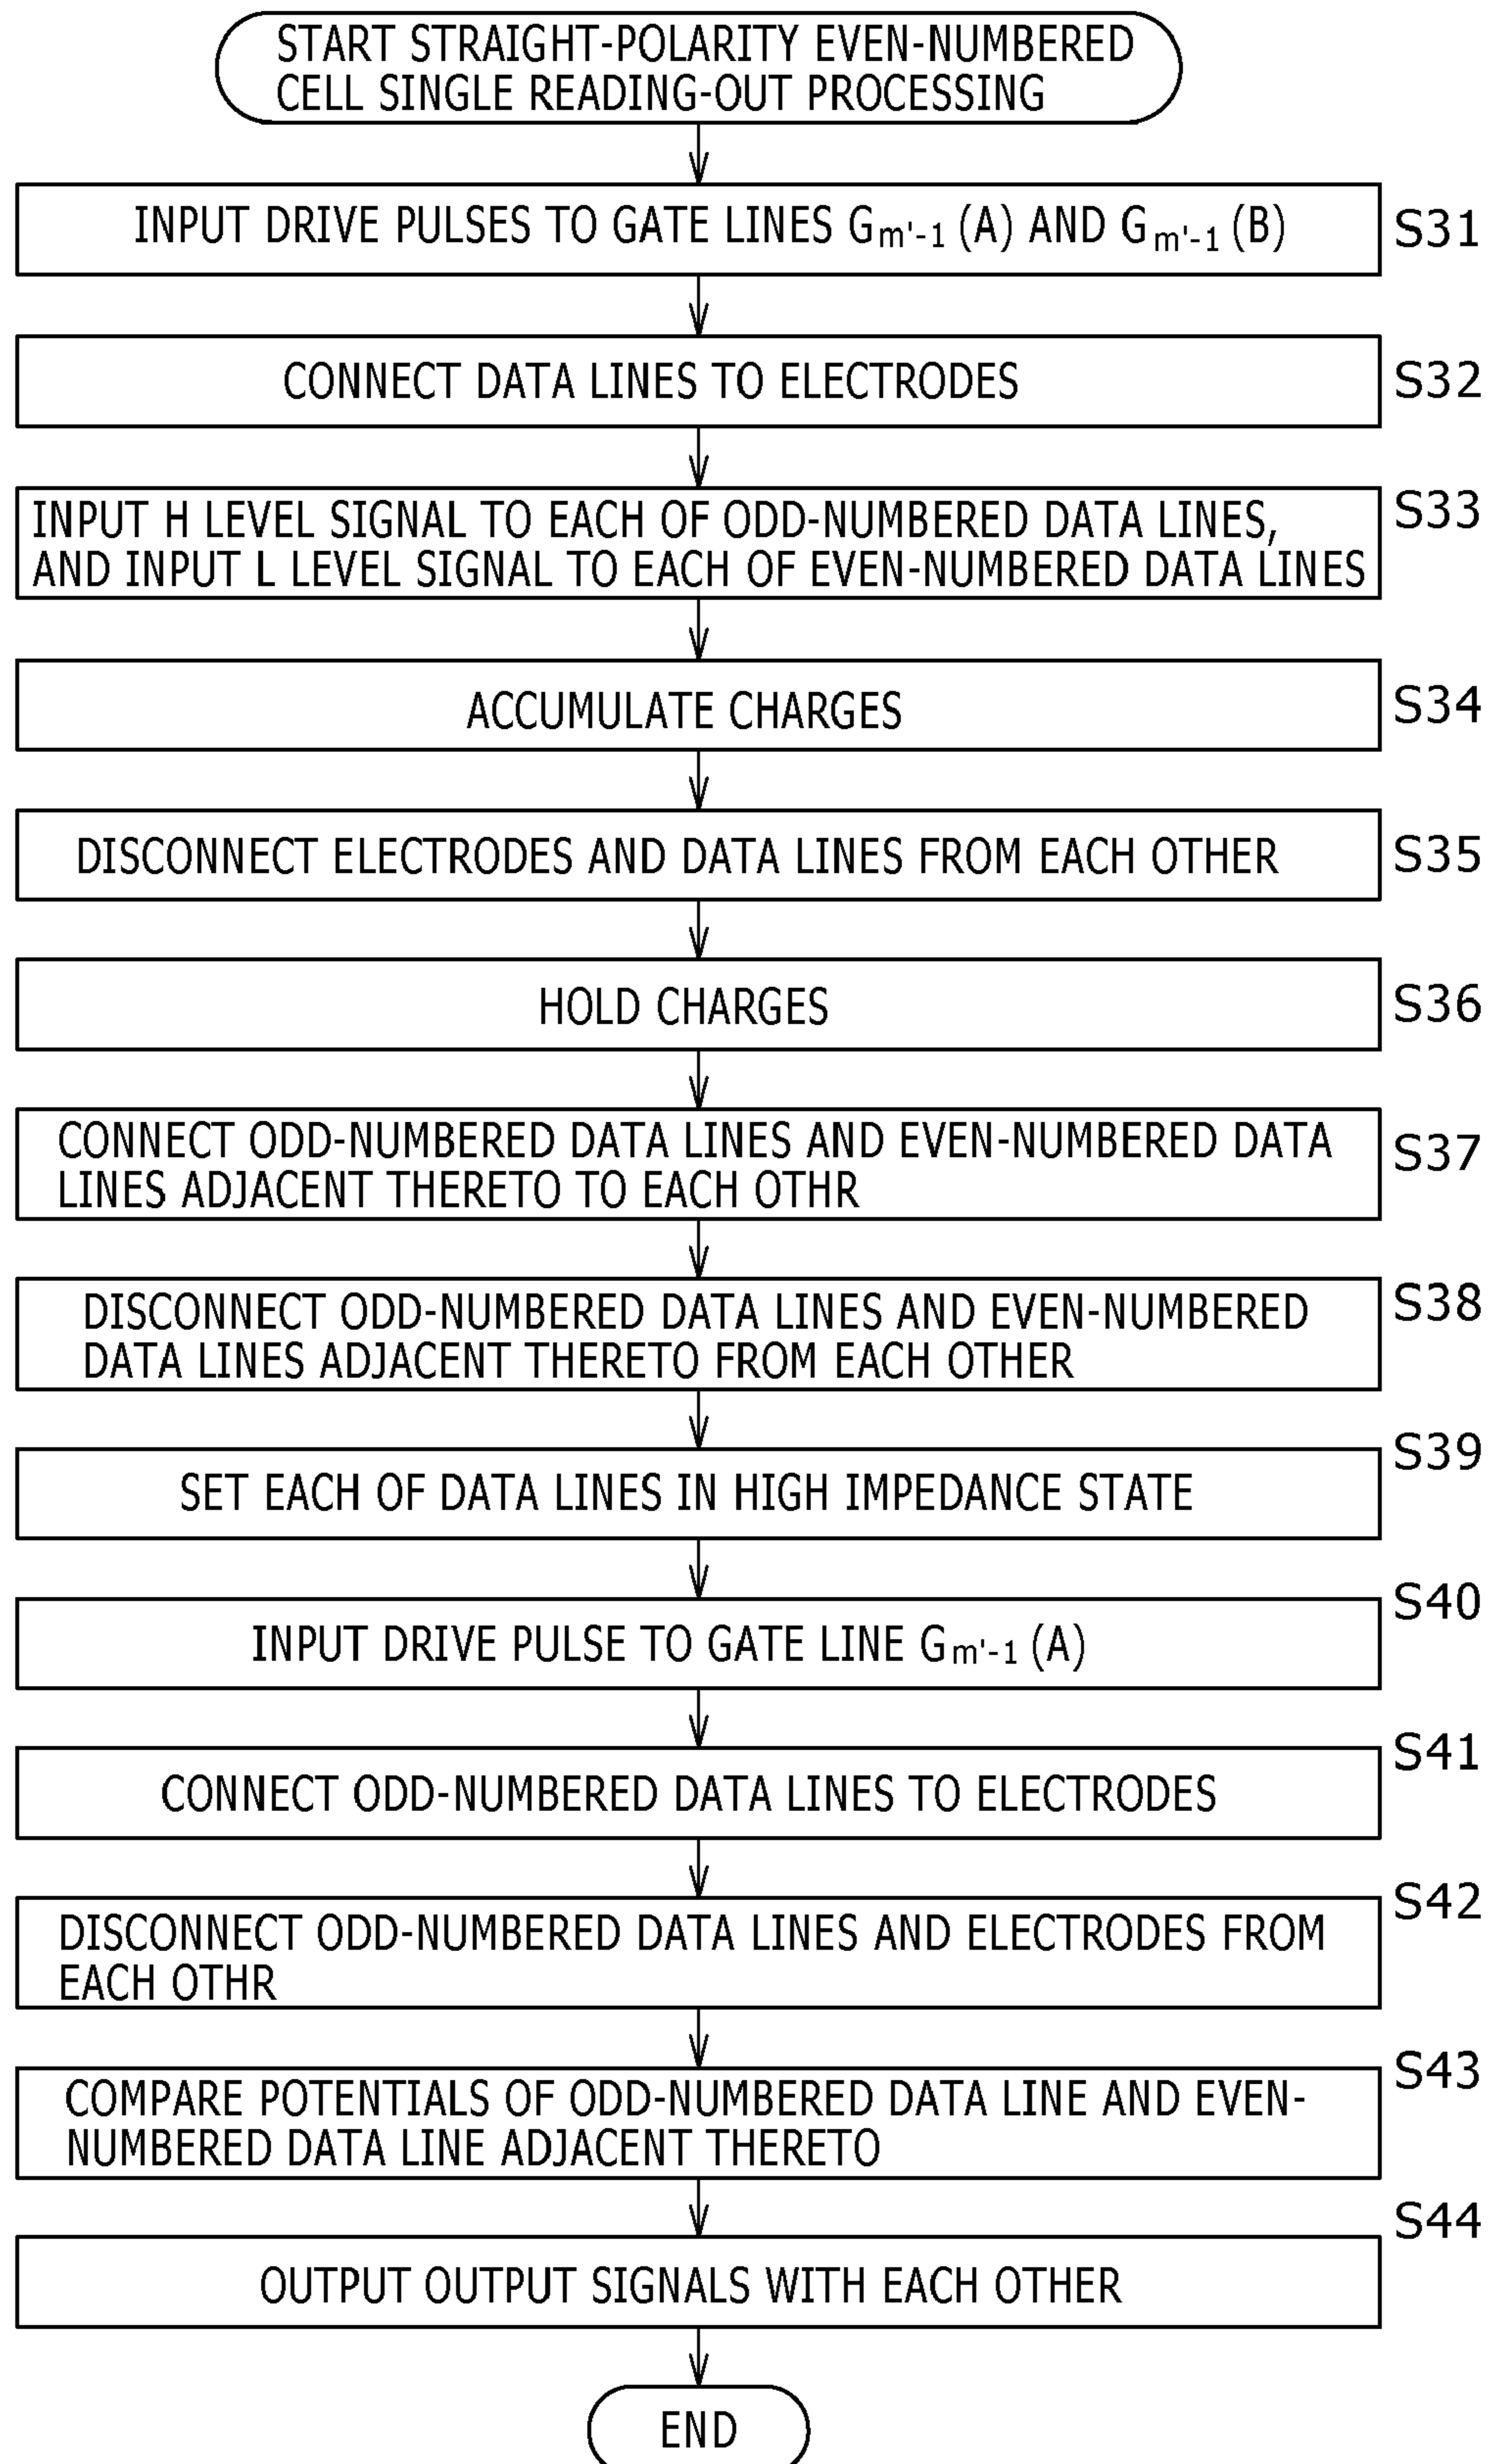 START STRAIGHT-POLARITY EVEN-NUMBERED
CELL SINGLE READING-OUT PROCESSING
INPUT DRIVE PULSES TO GATE LINES Gm'-1 (A) AND Gm'-1 (B)
S31
CONNECT DATA LINES TO ELECTRODES
S32
INPUT H LEVEL SIGNAL TO EACH OF ODD-NUMBERED DATA LINES,
AND INPUT L LEVEL SIGNAL TO EACH OF EVEN-NUMBERED DATA LINES
S33
ACCUMULATE CHARGES
S34
DISCONNECT ELECTRODES AND DATA LINES FROM EACH OTHER
S35
HOLD CHARGES
S36
CONNECT ODD-NUMBERED DATA LINES AND EVEN-NUMBERED DATA
LINES ADJACENT THERETO TO EACH OTHR
S37
DISCONNECT ODD-NUMBERED DATA LINES AND EVEN-NUMBERED
DATA LINES ADJACENT THERETO FROM EACH OTHER
S38
SET EACH OF DATA LINES IN HIGH IMPEDANCE STATE
S39
INPUT DRIVE PULSE TO GATE LINE Gm'-1 (A)
S40
CONNECT ODD-NUMBERED DATA LINES TO ELECTRODES
S41
DISCONNECT ODD-NUMBERED DATA LINES AND ELECTRODES FROM
EACH OTHR
S42
COMPARE POTENTIALS OF ODD-NUMBERED DATA LINE AND EVEN-
NUMBERED DATA LINE ADJACENT THERETO
S43
OUTPUT OUTPUT SIGNALS WITH EACH OTHER
S44
END